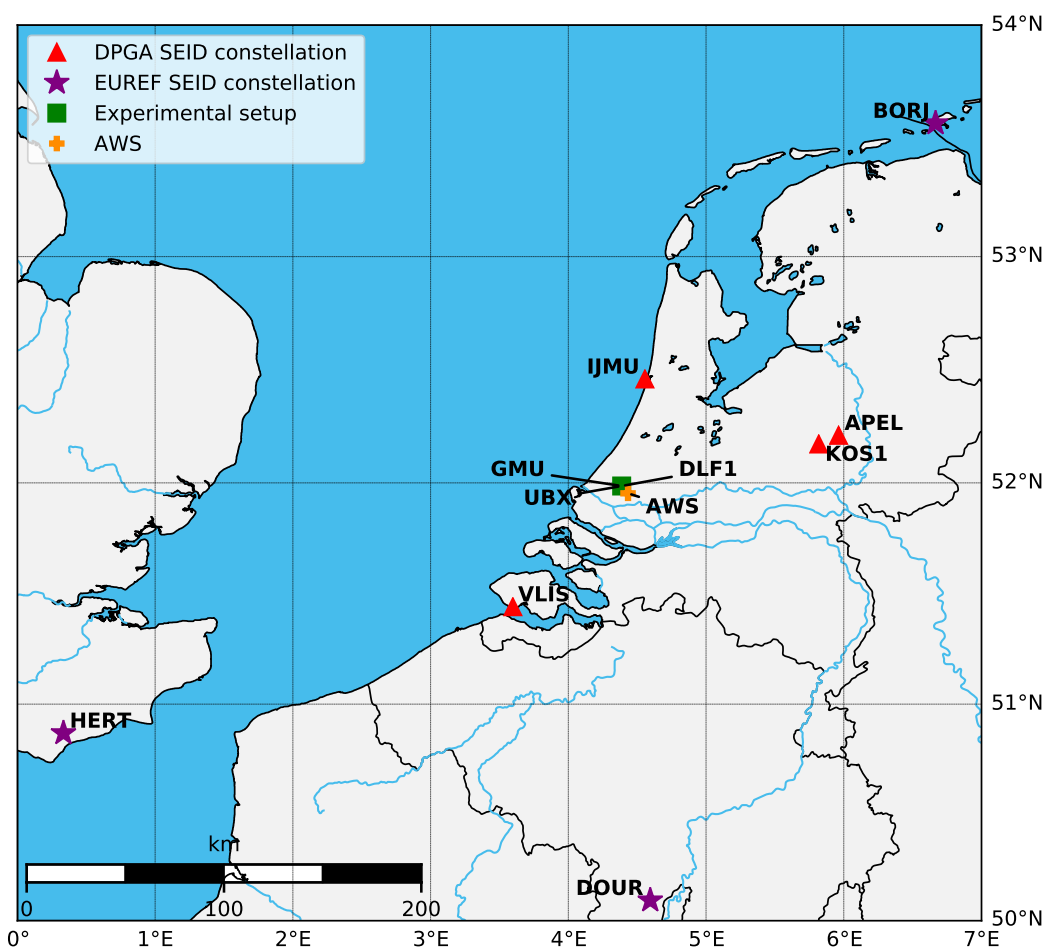 54°N
DPGA SEID constellation
EUREF SEID constellation
Experimental setup
AWS
BORJ
53°N
IJMU
APEL
KOS1
GMU
DLF1
52°N
UBX
AWS
VLIS
51°N
HERT
km
DOUR
0
100
200
50°N
0°
1°E
2°E
3°E
4°E
5°E
6°E
7°E